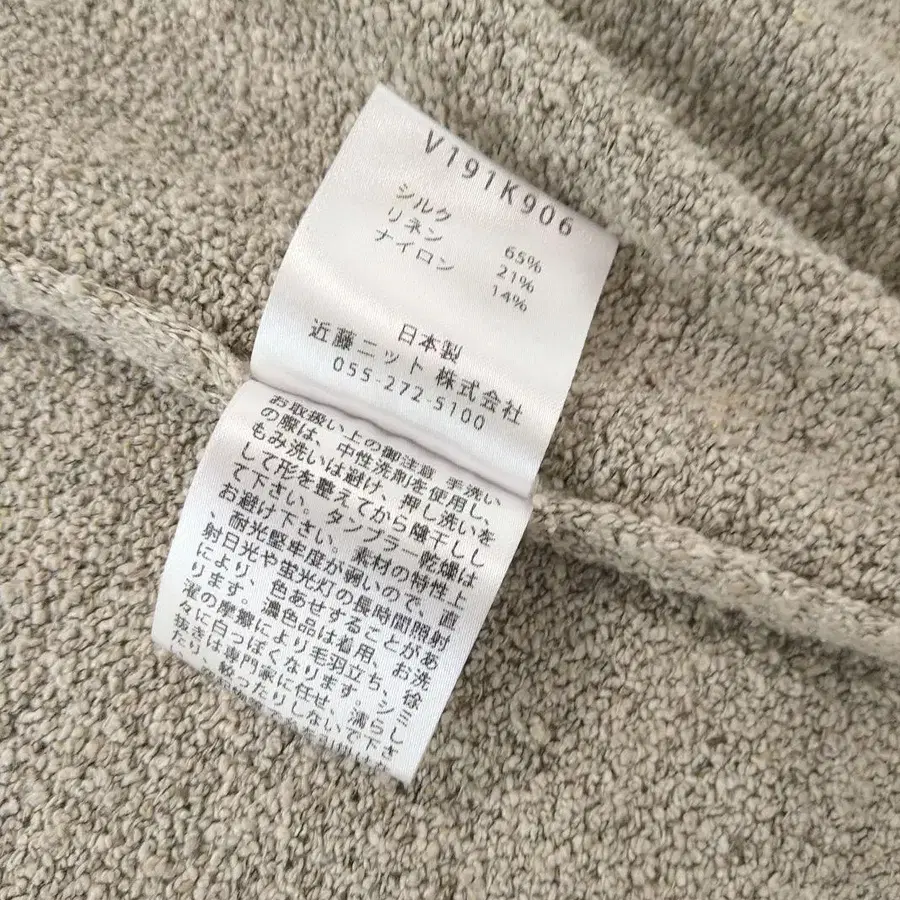 V191K906
シルク 65%
リネン 21%
ナイロン 14%
日本製
近藤ニット 株式会社
055-272-5100
お取扱い上の御注意 手洗い
の際は、中性洗剤を使用し、
もみ洗いは避け、押し洗いを
して形を整えてから陰干しし
て下さい。タンブラー乾燥は
お避け下さい。素材の特性上
、耐光堅牢度が弱いので、直
射日光や蛍光灯の長時間照射
により、色あせすることがあ
ります。濃色品は着用、お洗
濯の摩擦により毛羽立ち、徐
々に白っぽくなります。シミ
抜きは専門家に任せ、濡らし
たり、擦ったりしないで下さ